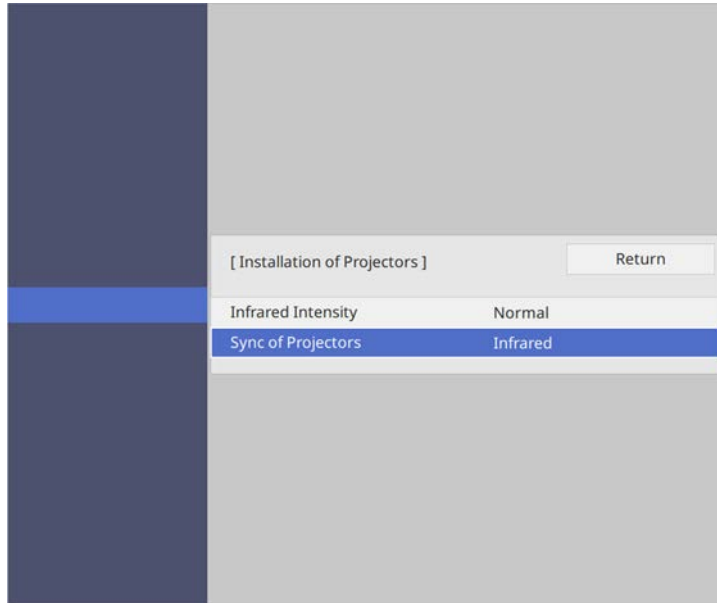 [ Installation of Projectors ] Return
Infrared Intensity Normal
Sync of Projectors Infrared